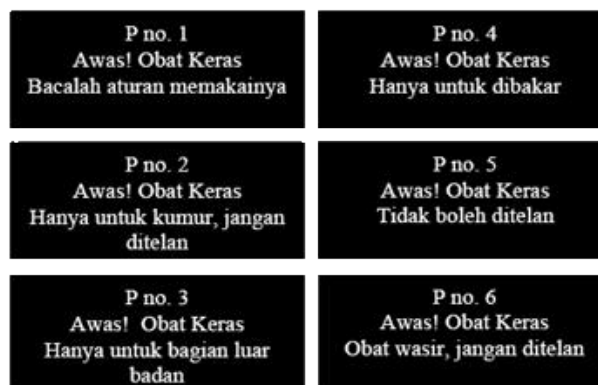 P no. 1
Awas! Obat Keras
Bacalah aturan memakainya
P no. 4
Awas! Obat Keras
Hanya untuk dibakar
P no. 2
Awas! Obat Keras
Hanya untuk kumur, jangan
ditelan
P no. 5
Awas! Obat Keras
Tidak boleh ditelan
P no. 3
Awas! Obat Keras
Hanya untuk bagian luar
badan
P no. 6
Awas! Obat Keras
Obat wasir, jangan ditelan